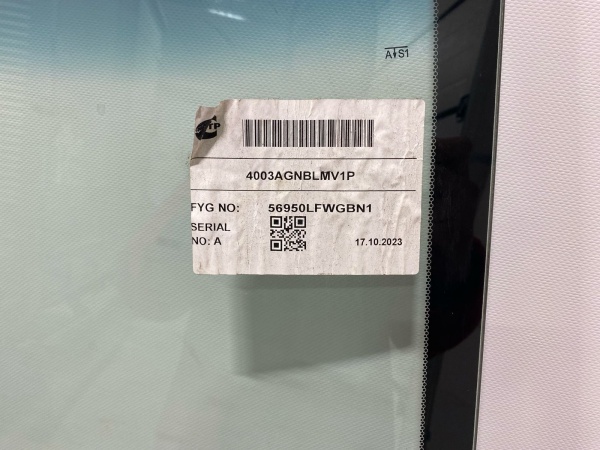 A↓S1
4003AGNBLMV1P
FYG NO: 56950LFWGBN1
SERIAL
NO: A
17.10.2023